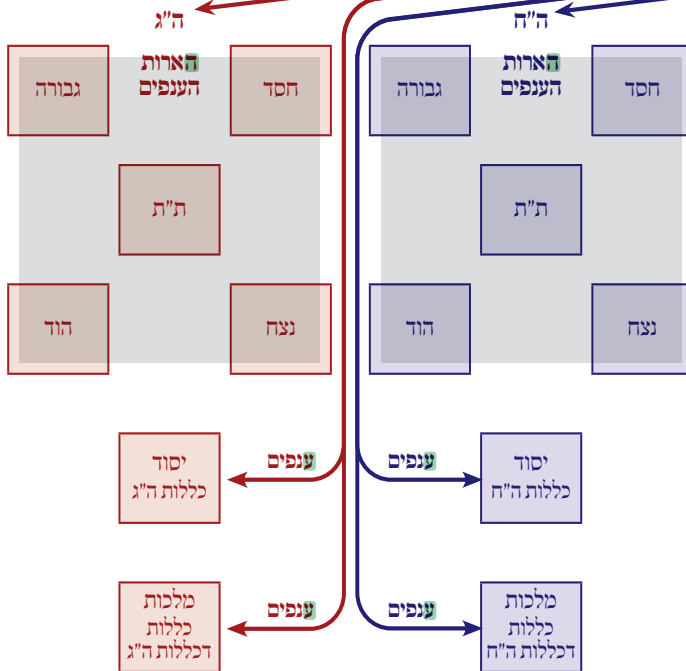 ה"ח
הארות
הענפים
חסד
גבורה
ת"ת
נצח
הוד
ענפים
יסוד
כללות ה"ח
ענפים
מלכות
כללות
דכללות ה"ח
ה"ג
הארות
הענפים
חסד
גבורה
ת"ת
נצח
הוד
ענפים
יסוד
כללות ה"ג
ענפים
מלכות
כללות
דכללות ה"ג